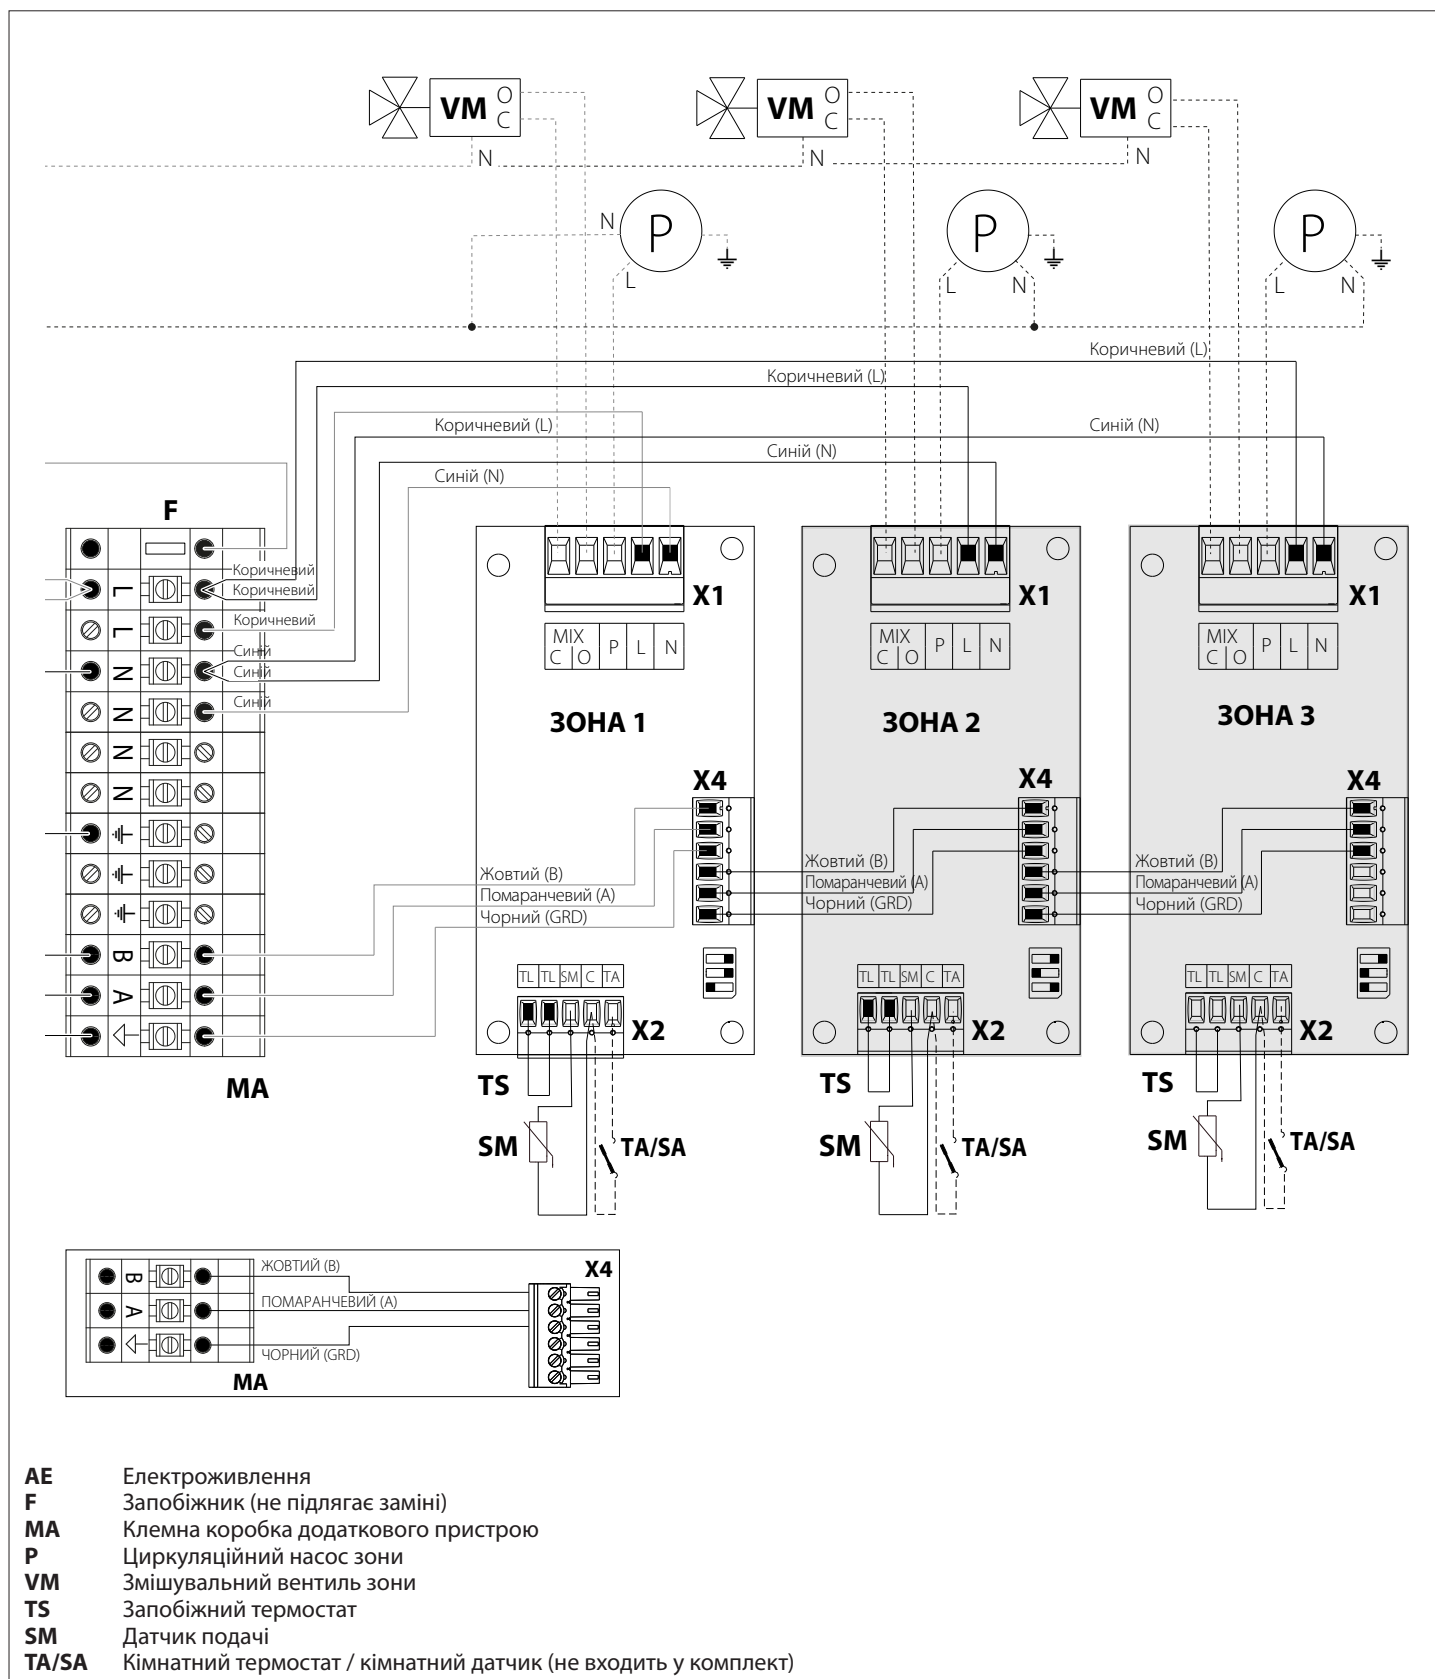 VM O C
VM O C
VM O C
N
N
N
N P L
P L N
P L N
Коричневий (L)
Коричневий (L)
Коричневий (L)
Синій (N)
Синій (N)
Синій (N)
F
L
L
N
N
N
N
B
A
Коричневий
Коричневий
Коричневий
Синій
Синій
Синій
MA
X1
MIX C O P L N
ЗОНА 1
X4
Жовтий (B)
Помаранчевий (A)
Чорний (GRD)
TL TL SM C TA
X2
TS
SM
TA/SA
X1
MIX C O P L N
ЗОНА 2
X4
Жовтий (B)
Помаранчевий (A)
Чорний (GRD)
TL TL SM C TA
X2
TS
SM
TA/SA
X1
MIX C O P L N
ЗОНА 3
X4
Жовтий (B)
Помаранчевий (A)
Чорний (GRD)
TL TL SM C TA
X2
TS
SM
TA/SA
B
A
ЖОВТИЙ (B)
ПОМАРАНЧЕВИЙ (A)
ЧОРНИЙ (GRD)
X4
MA
AE Електроживлення
F Запобіжник (не підлягає заміні)
MA Клемна коробка додаткового пристрою
P Циркуляційний насос зони
VM Змішувальний вентиль зони
TS Запобіжний термостат
SM Датчик подачі
TA/SA Кімнатний термостат / кімнатний датчик (не входить у комплект)